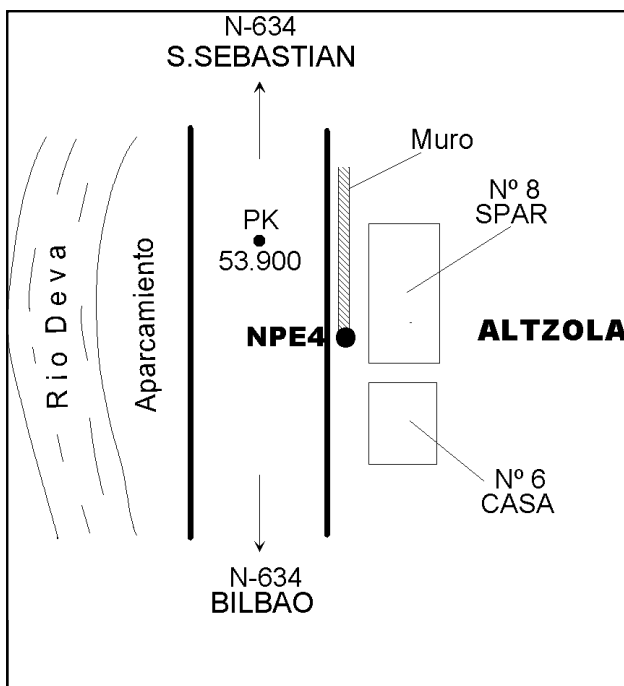 N-634
S.SEBASTIAN
Muro
Nº 8
SPAR
PK
53.900
Rio Deva
Aparcamiento
NPE4
ALTZOLA
Nº 6
CASA
N-634
BILBAO